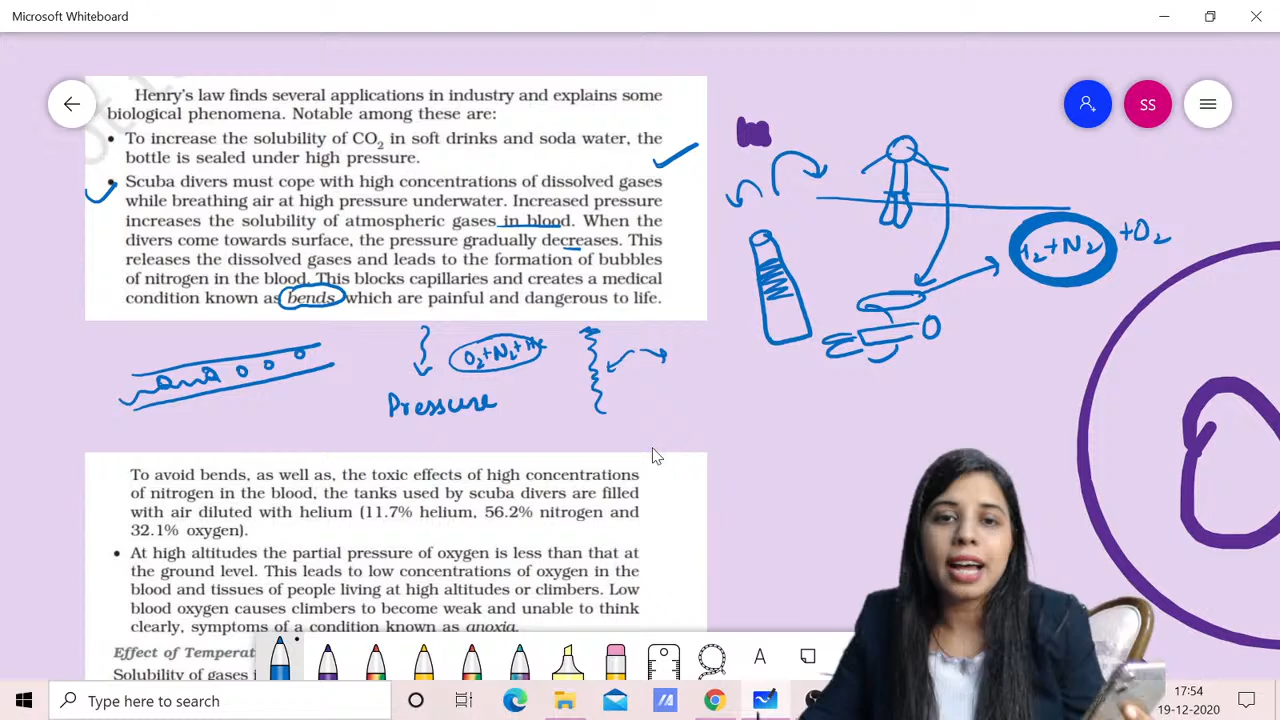 Microsoft Whiteboard
SS
Henry's law finds several applications in industry and explains some
biological phenomena. Notable among these are:
• To increase the solubility of CO₂ in soft drinks and soda water, the
bottle is sealed under high pressure.
• Scuba divers must cope with high concentrations of dissolved gases
while breathing air at high pressure underwater. Increased pressure
increases the solubility of atmospheric gases in blood. When the
divers come towards surface, the pressure gradually decreases. This
releases the dissolved gases and leads to the formation of bubbles
of nitrogen in the blood. This blocks capillaries and creates a medical
condition known as bends, which are painful and dangerous to life.
+N₂ +O₂
O₂+N₂+He
Pressure
To avoid bends, as well as, the toxic effects of high concentrations
of nitrogen in the blood, the tanks used by scuba divers are filled
with air diluted with helium (11.7% helium, 56.2% nitrogen and
32.1% oxygen).
• At high altitudes the partial pressure of oxygen is less than that at
the ground level. This leads to low concentrations of oxygen in the
blood and tissues of people living at high altitudes or climbers. Low
blood oxygen causes climbers to become weak and unable to think
clearly, symptoms of a condition known as anoxia.
Effect of Temperat
Solubility of gases i
A
Type here to search
17:54
19-12-2020